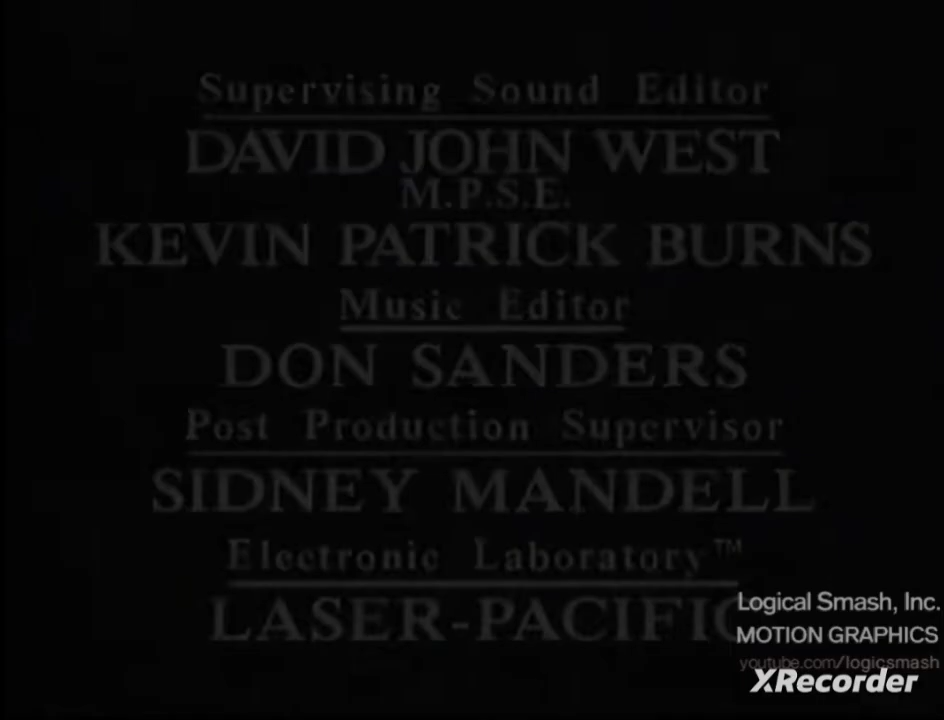 Supervising Sound Editor
DAVID JOHN WEST
M.P.S.E.
KEVIN PATRICK BURNS
Music Editor
DON SANDERS
Post Production Supervisor
SIDNEY MANDELL
Electronic Laboratory™
LASER-PACIFIC
Logical Smash, Inc.
MOTION GRAPHICS
youtube.com/logicsmash
XRecorder